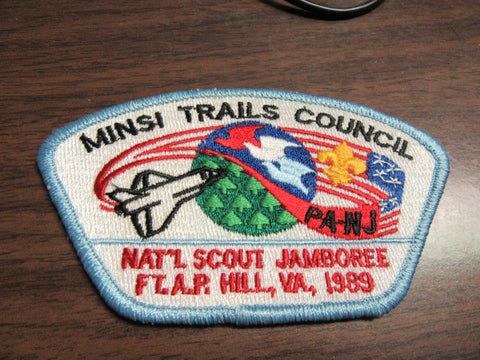 MINSI TRAILS COUNCIL
PA-NJ
NAT'L SCOUT JAMBOREE
FT. A.P. HILL, VA, 1989